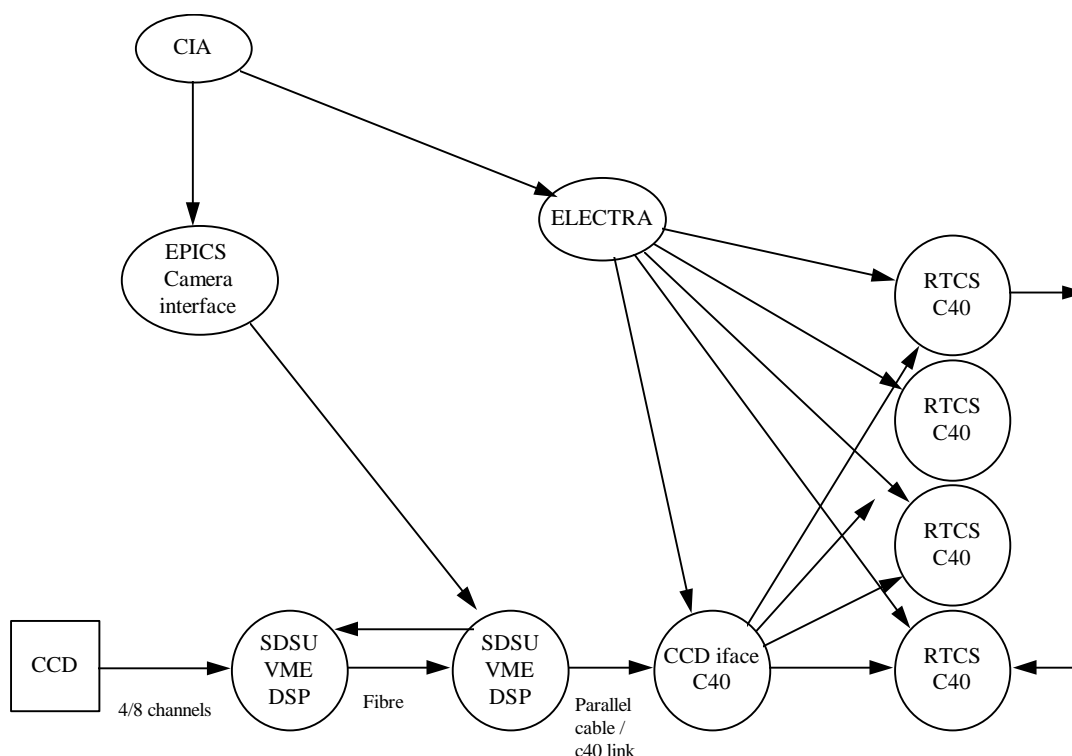 CIA
ELECTRA
EPICS
Camera
interface
RTCS
C40
RTCS
C40
RTCS
C40
CCD
4/8 channels
SDSU
VME
DSP
Fibre
SDSU
VME
DSP
Parallel
cable /
c40 link
CCD iface
C40
RTCS
C40